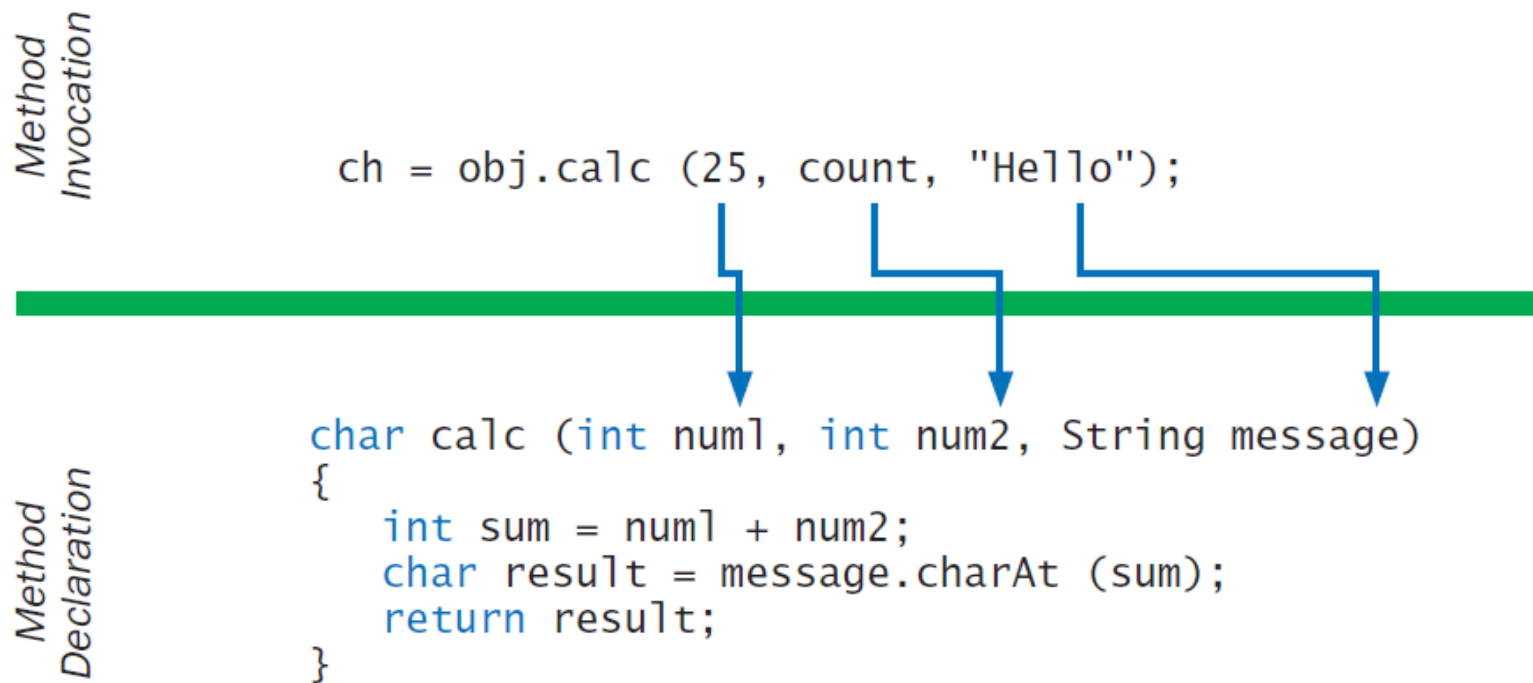 Method
Invocation
ch = obj.calc (25, count, "Hello");
char calc (int num1, int num2, String message)
{
int sum = num1 + num2;
char result = message.charAt (sum);
return result;
}
Method
Declaration